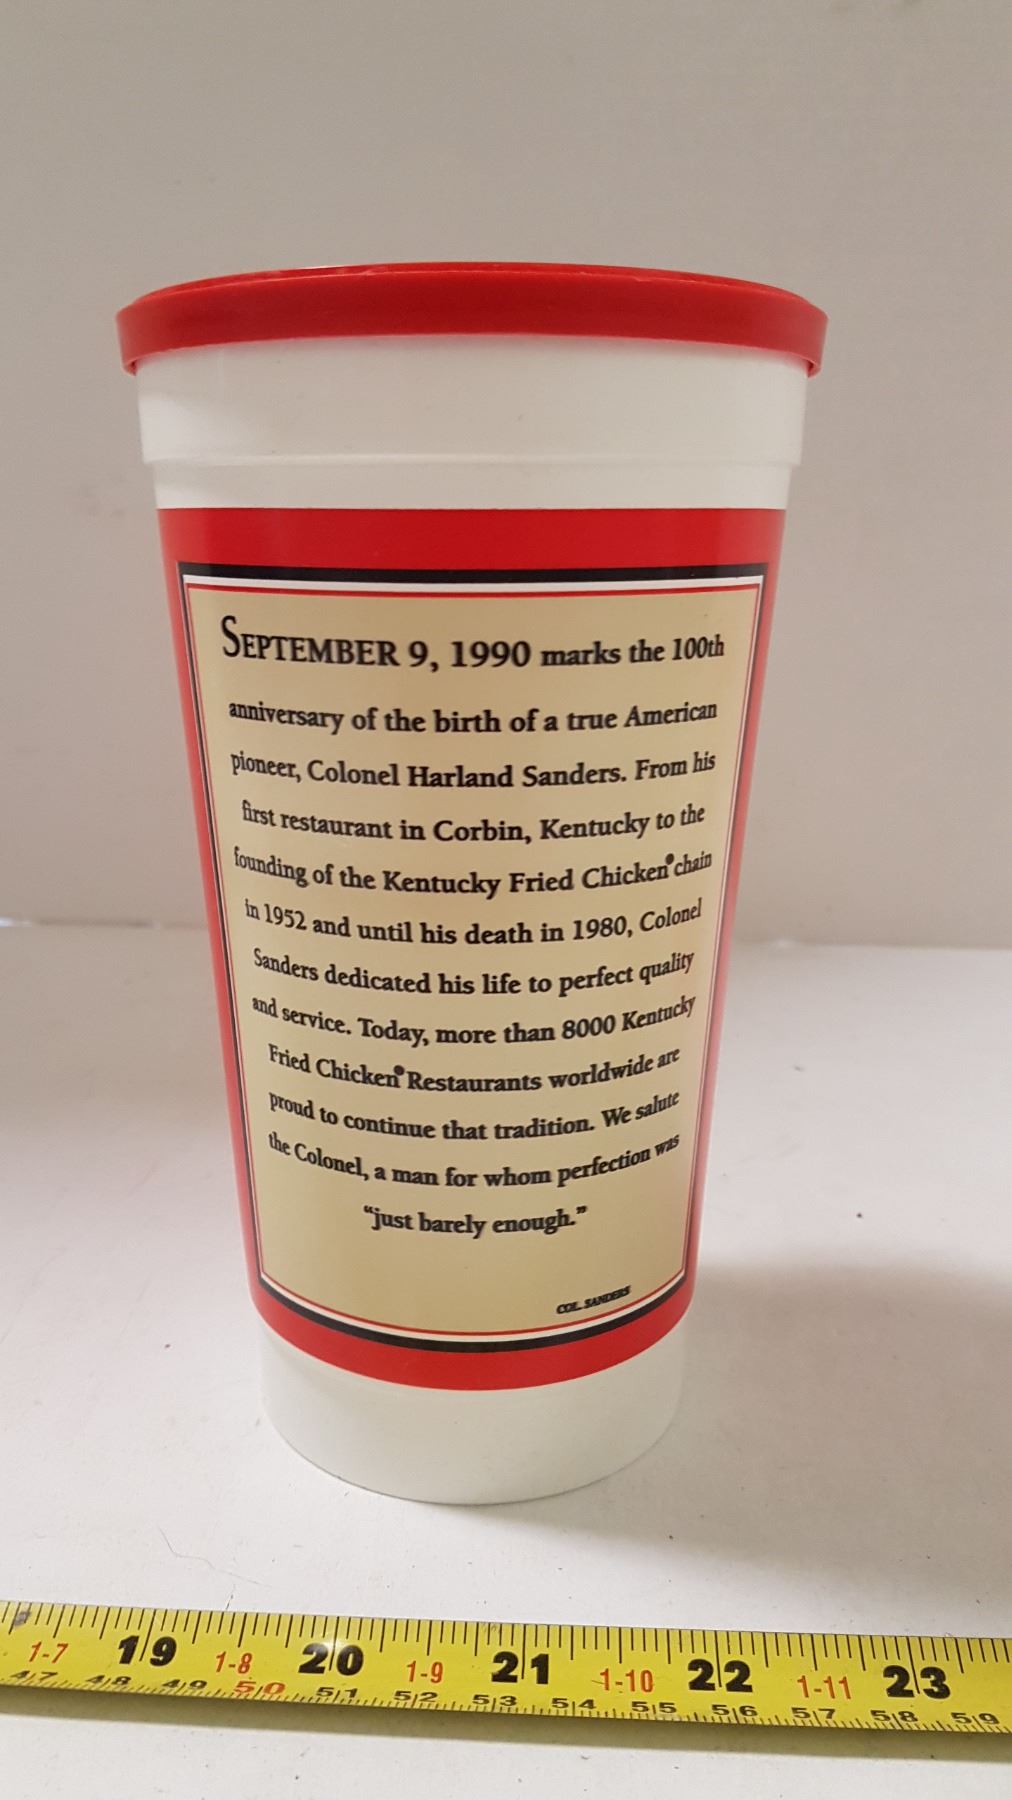 SEPTEMBER 9, 1990 marks the 100th
anniversary of the birth of a true American
pioneer, Colonel Harland Sanders. From his
first restaurant in Corbin, Kentucky to the
founding of the Kentucky Fried Chicken® chain
in 1952 and until his death in 1980, Colonel
Sanders dedicated his life to perfect quality
and service. Today, more than 8000 Kentucky
Fried Chicken® Restaurants worldwide are
proud to continue that tradition. We salute
the Colonel, a man for whom perfection was
“just barely enough.”
COL. SANDERS
1-7 19 1-8 20 1-9 21 1-10 22 1-11 23
47 48 49 50 51 52 53 54 55 56 57 58 59